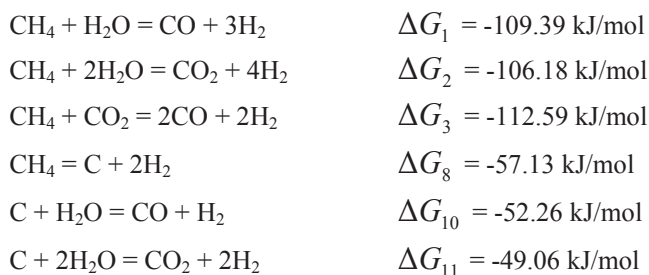 CH₄ + H₂O = CO + 3H₂ ΔG₁ = -109.39 kJ/mol
CH₄ + 2H₂O = CO₂ + 4H₂ ΔG₂ = -106.18 kJ/mol
CH₄ + CO₂ = 2CO + 2H₂ ΔG₃ = -112.59 kJ/mol
CH₄ = C + 2H₂ ΔG₈ = -57.13 kJ/mol
C + H₂O = CO + H₂ ΔG₁₀ = -52.26 kJ/mol
C + 2H₂O = CO₂ + 2H₂ ΔG₁₁ = -49.06 kJ/mol